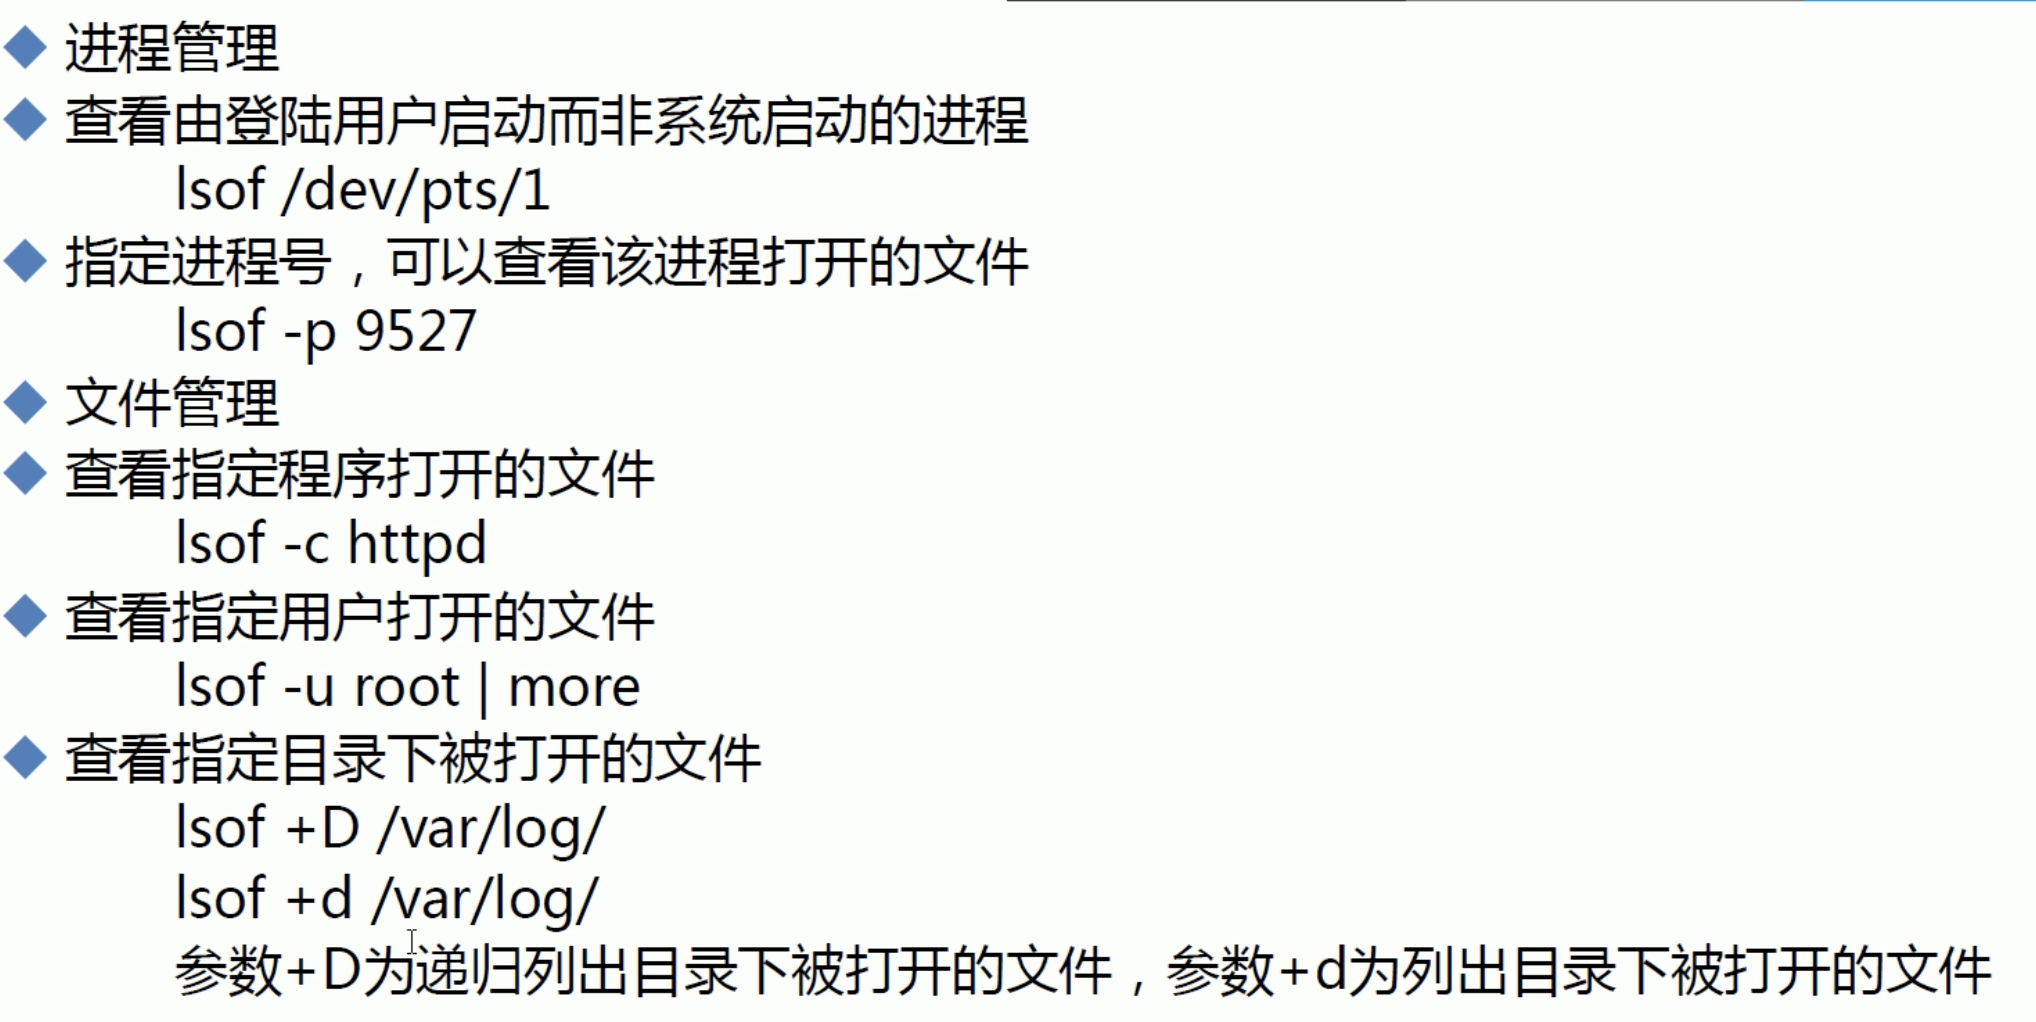 进程管理
查看由登陆用户启动而非系统启动的进程
lsof /dev/pts/1
指定进程号，可以查看该进程打开的文件
lsof -p 9527
文件管理
查看指定程序打开的文件
lsof -c httpd
查看指定用户打开的文件
lsof -u root | more
查看指定目录下被打开的文件
lsof +D /var/log/
lsof +d /var/log/
参数+D为递归列出目录下被打开的文件，参数+d为列出目录下被打开的文件